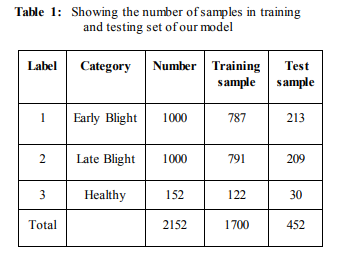 Table 1: Showing the number of samples in training
and testing set of our model
Label Category Number Training sample Test sample
1 Early Blight 1000 787 213
2 Late Blight 1000 791 209
3 Healthy 152 122 30
Total 2152 1700 452